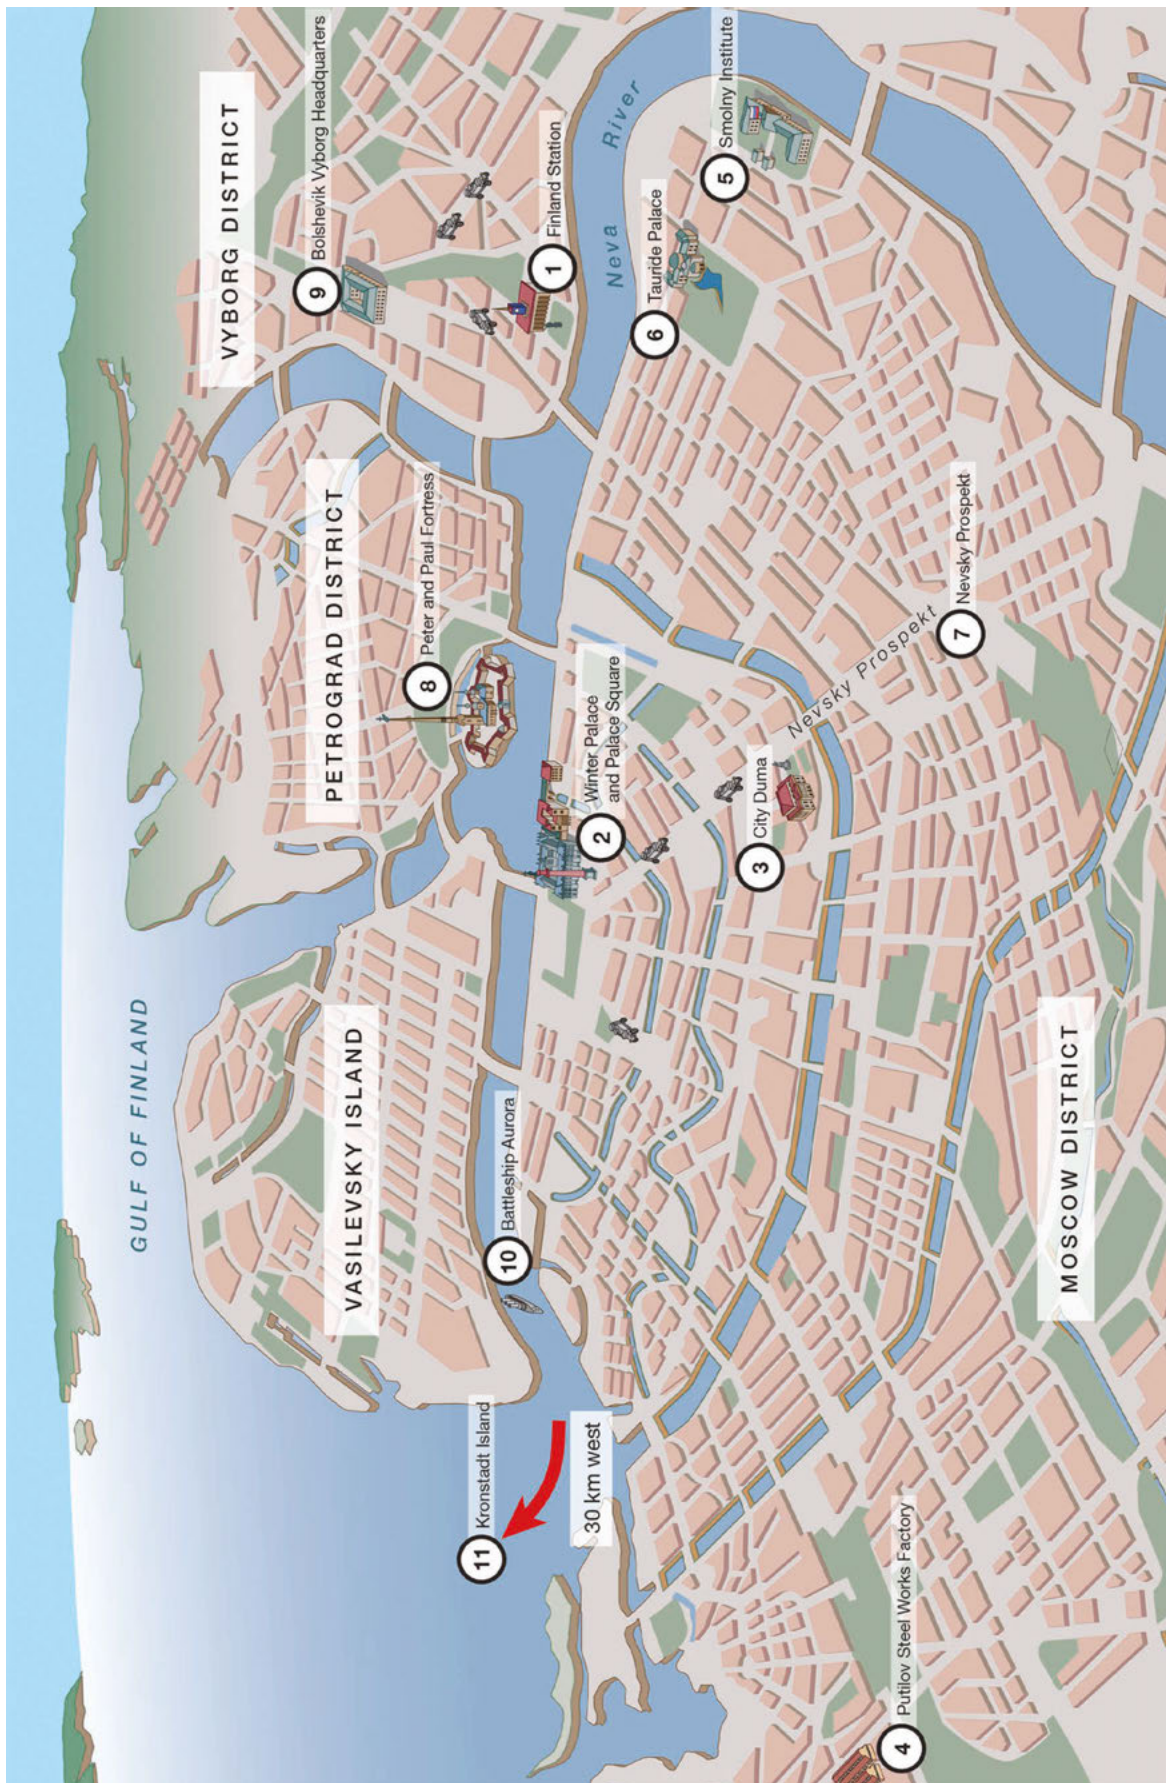 GULF OF FINLAND
VYBORG DISTRICT
9
Bolshevik Vyborg Headquarters
PETROGRAD DISTRICT
VASILEVSKY ISLAND
8
Peter and Paul Fortress
11
Kronstadt Island
30 km west
10
Battleship Aurora
1
Finland Station
Neva River
2
Winter Palace
and Palace Square
6
Tauride Palace
5
Smolny Institute
3
City Duma
Nevsky Prospekt
7
Nevsky Prospekt
4
Putilov Steel Works Factory
MOSCOW DISTRICT